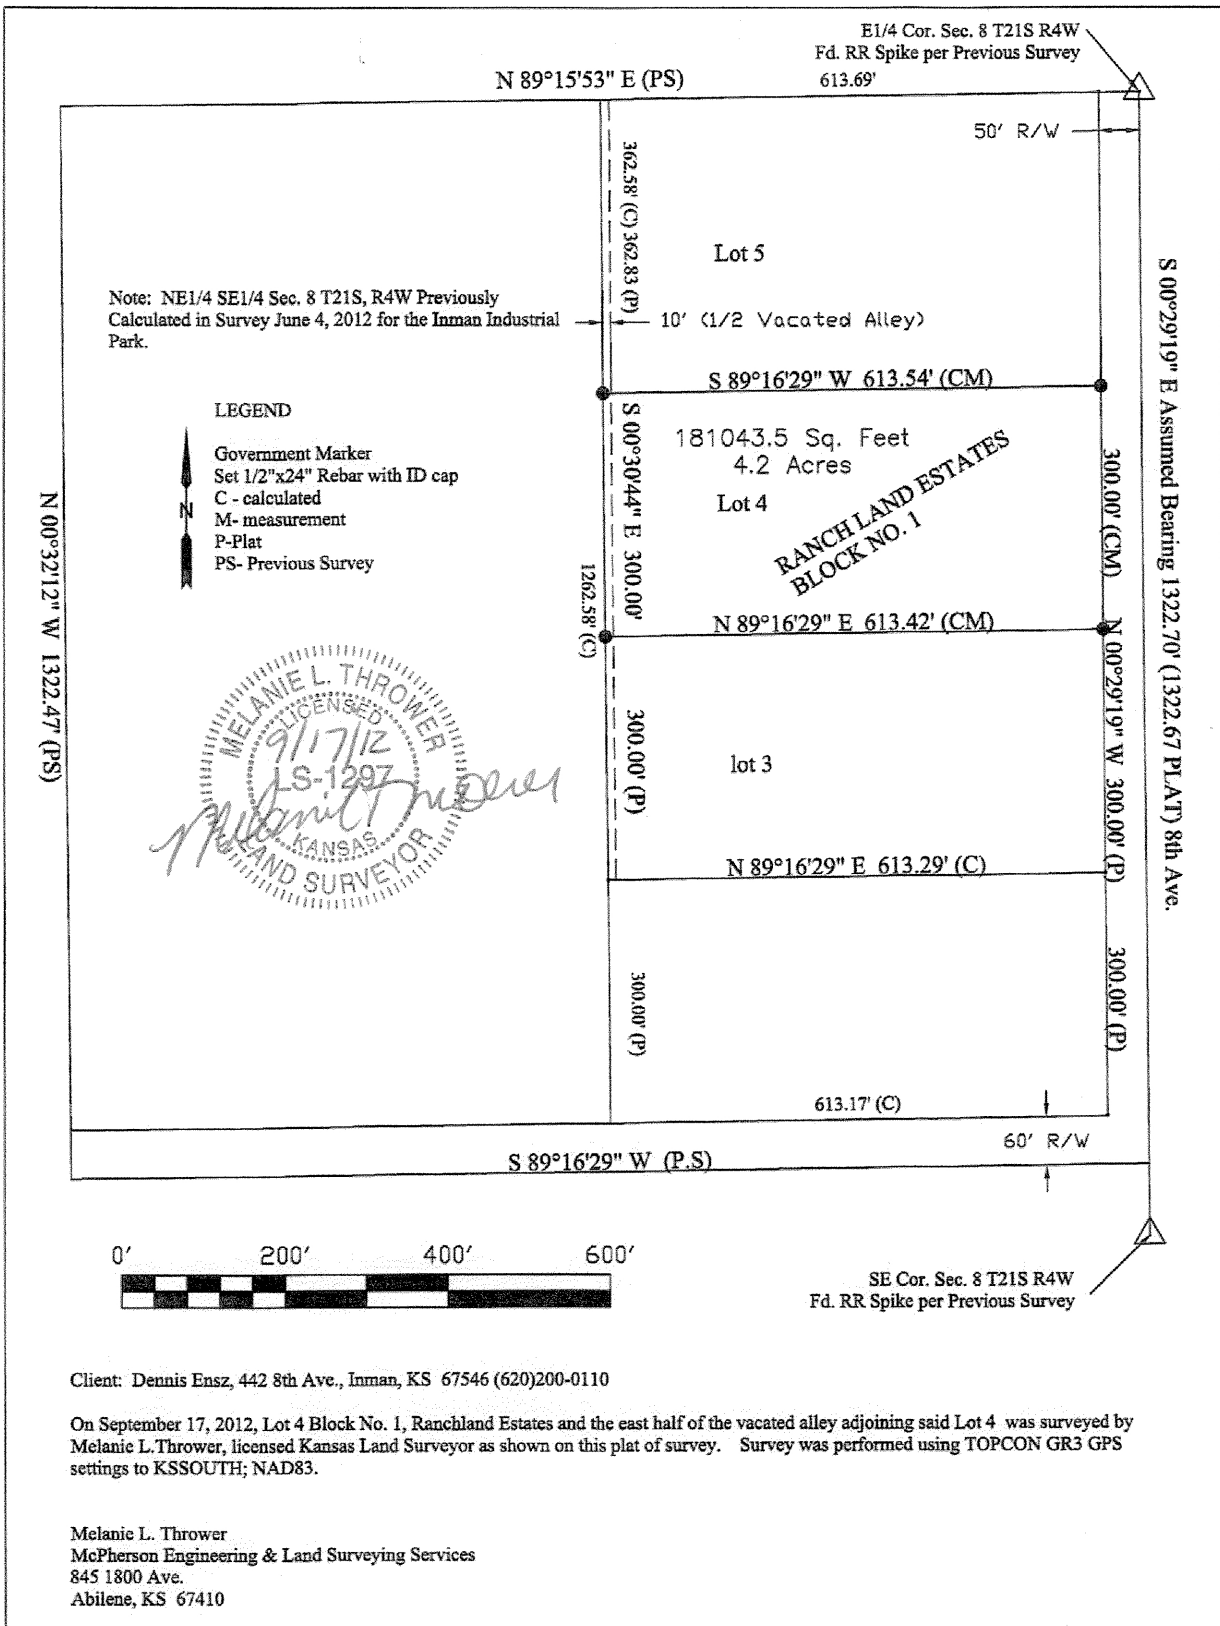 E1/4 Cor. Sec. 8 T21S R4W
Fd. RR Spike per Previous Survey
N 89°15'53" E (PS)
613.69'
50' R/W
362.58' (C) 362.83 (P)
Lot 5
Note: NE1/4 SE1/4 Sec. 8 T21S, R4W Previously
Calculated in Survey June 4, 2012 for the Inman Industrial
Park.
10' (1/2 Vacated Alley)
S 89°16'29" W 613.54' (CM)
S 00°29'19" E Assumed Bearing 1322.70' (1322.67 PLAT) 8th Ave.
LEGEND
Government Marker
Set 1/2"x24" Rebar with ID cap
C - calculated
M- measurement
P-Plat
PS- Previous Survey
N
N 00°32'12" W 1322.47' (PS)
S 00°30'44" E 300.00'
181043.5 Sq. Feet
4.2 Acres
Lot 4
RANCH LAND ESTATES
BLOCK NO. 1
300.00' (CM)
1262.58' (C)
N 89°16'29" E 613.42' (CM)
N 00°29'19" W 300.00' (P)
MELANIE L. THROWER
LICENSED
9/17/12
LS-1297
Melanie L Thrower
KANSAS
LAND SURVEYOR
300.00' (P)
lot 3
N 89°16'29" E 613.29' (C)
300.00' (P)
300.00' (P)
613.17' (C)
60' R/W
S 89°16'29" W (P.S)
0' 200' 400' 600'
SE Cor. Sec. 8 T21S R4W
Fd. RR Spike per Previous Survey
Client: Dennis Ensz, 442 8th Ave., Inman, KS 67546 (620)200-0110
On September 17, 2012, Lot 4 Block No. 1, Ranchland Estates and the east half of the vacated alley adjoining said Lot 4 was surveyed by
Melanie L.Thrower, licensed Kansas Land Surveyor as shown on this plat of survey. Survey was performed using TOPCON GR3 GPS
settings to KSSOUTH; NAD83.
Melanie L. Thrower
McPherson Engineering & Land Surveying Services
845 1800 Ave.
Abilene, KS 67410